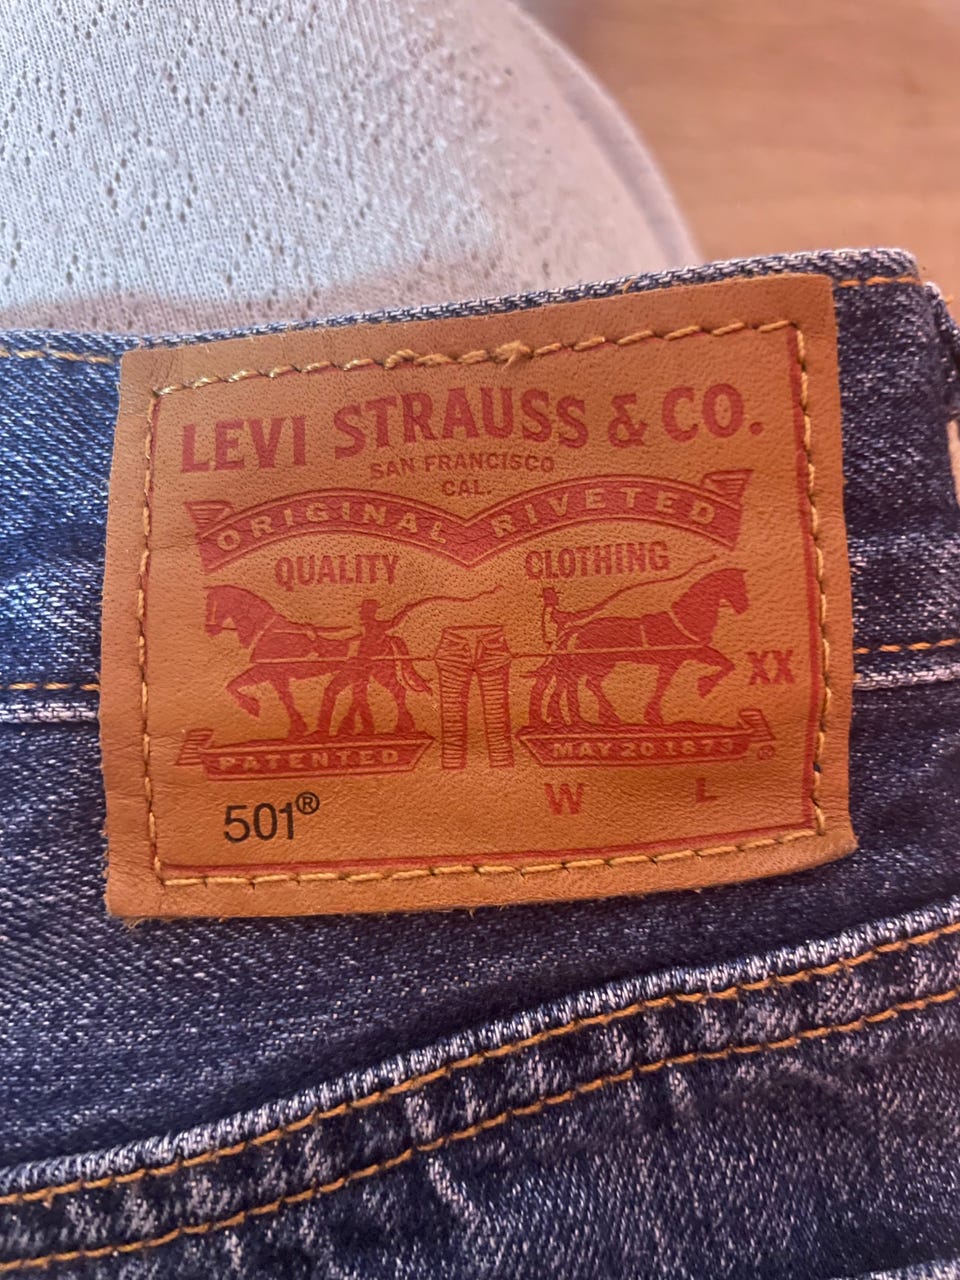 LEVI STRAUSS & CO.
SAN FRANCISCO
CAL.
ORIGINAL RIVETED
QUALITY CLOTHING
XX
PATENTED MAY 20 1873 ®
501® W L